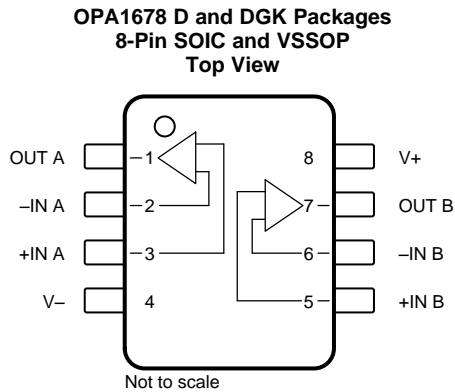 OPA1678 D and DGK Packages
8-Pin SOIC and VSSOP
Top View
OUT A 1 8 V+
–IN A 2 7 OUT B
+IN A 3 6 –IN B
V– 4 5 +IN B
Not to scale